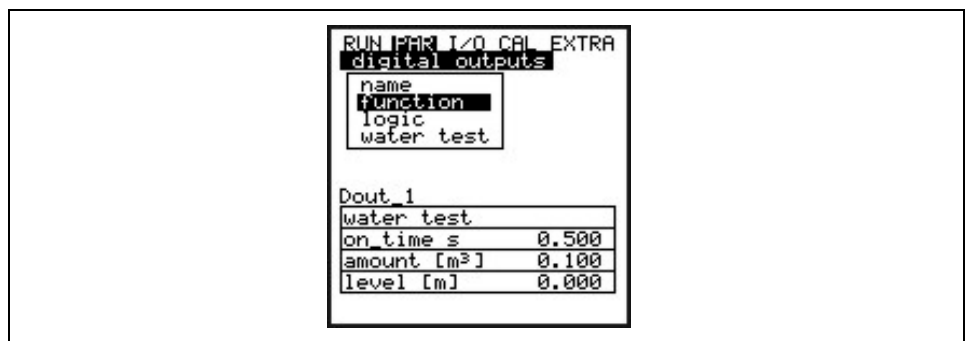 RUN PAR I/O CAL EXTRA
digital outputs
name
function
logic
water test
Dout_1
water test
on_time s 0.500
amount [m³] 0.100
level [m] 0.000